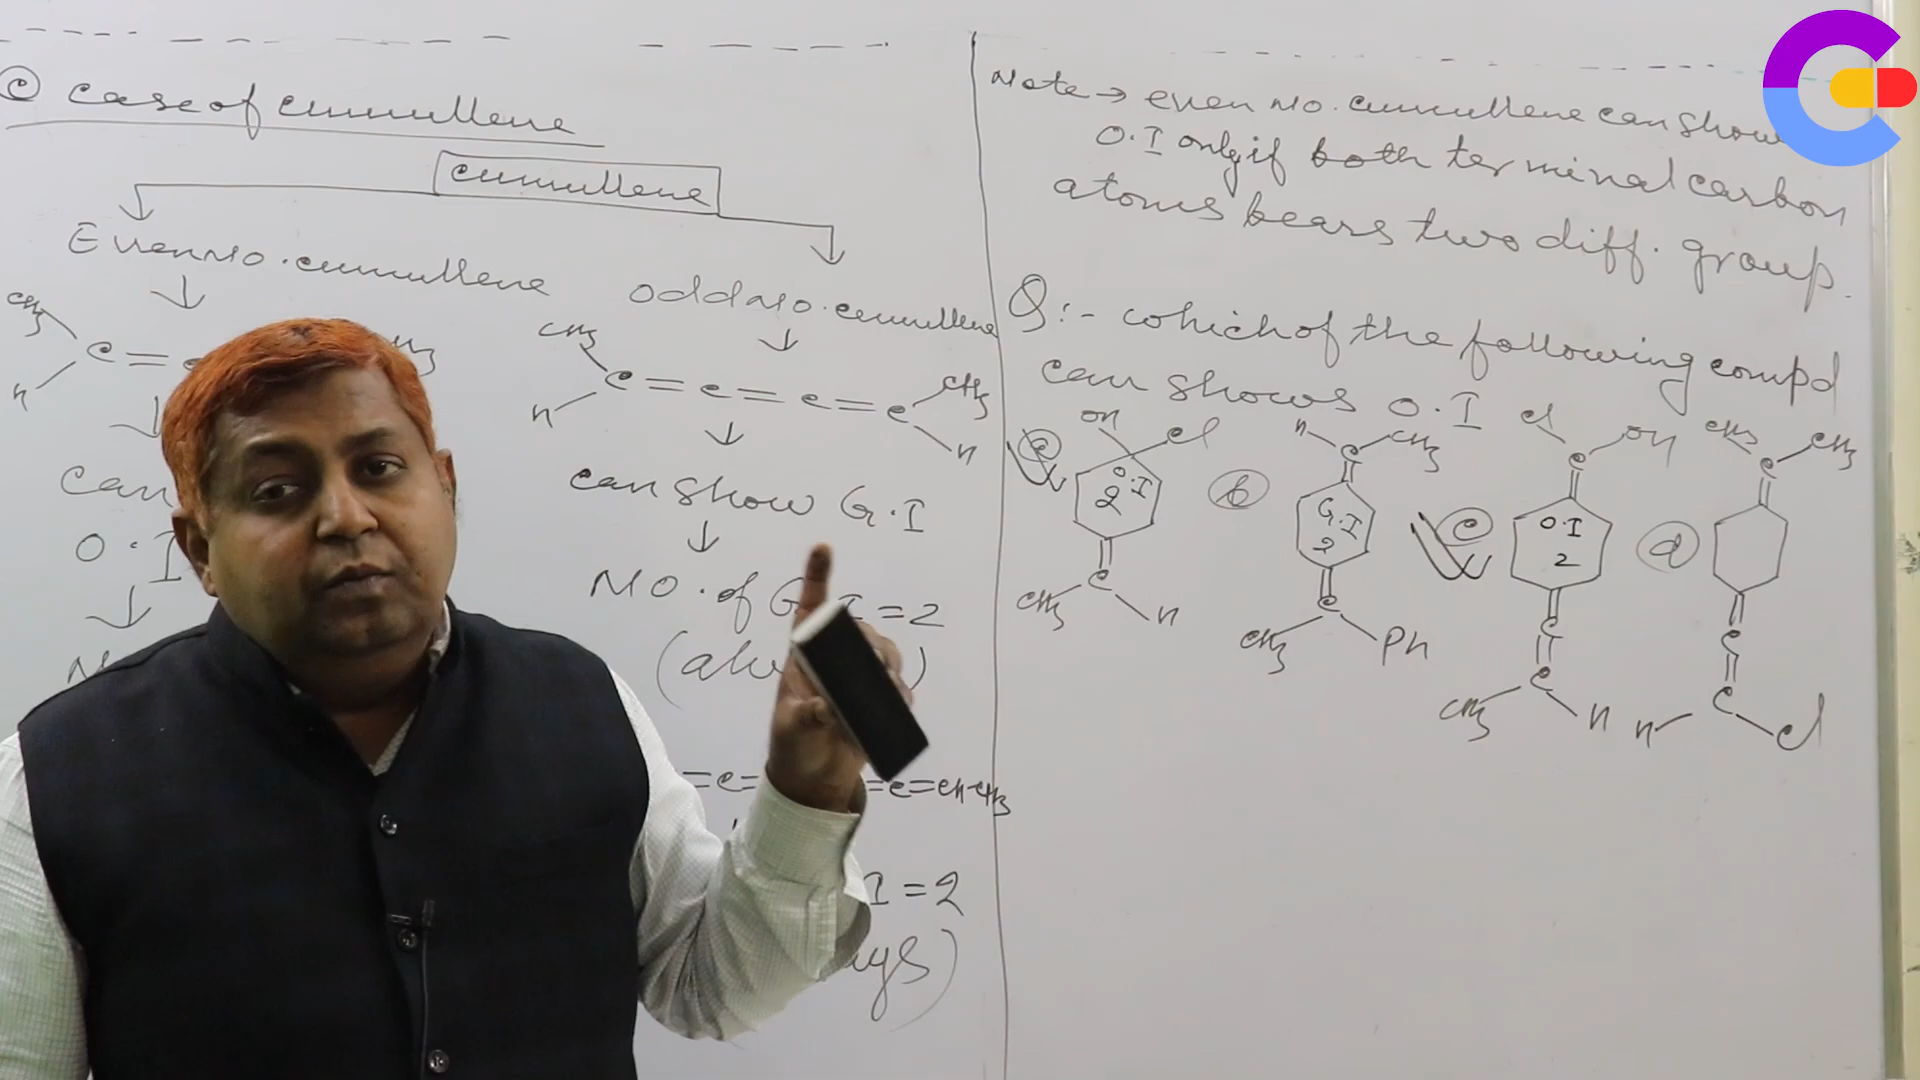 C case of cumullene
cumullene
Even No. cumullene
odd No. cumullene
CH3
H
C = C
CH3
can
O.I
CH3
H
C = C = C = C
CH3
H
can show G.I
No. of G.I = 2
= C =
= C = CH-CH3
I = 2
Note → even No. cumullene can show
O.I only if both terminal carbon
atoms bears two diff. group.
Q:- which of the following compd
can shows O.I
a
OH
Cl
O.I
2
C
CH3
H
b
H
C
CH3
G.I
2
C
CH3
Ph
c
Cl
C
OH
O.I
2
C
C
CH3
H
d
CH3
C
CH3
C
C
H
Cl